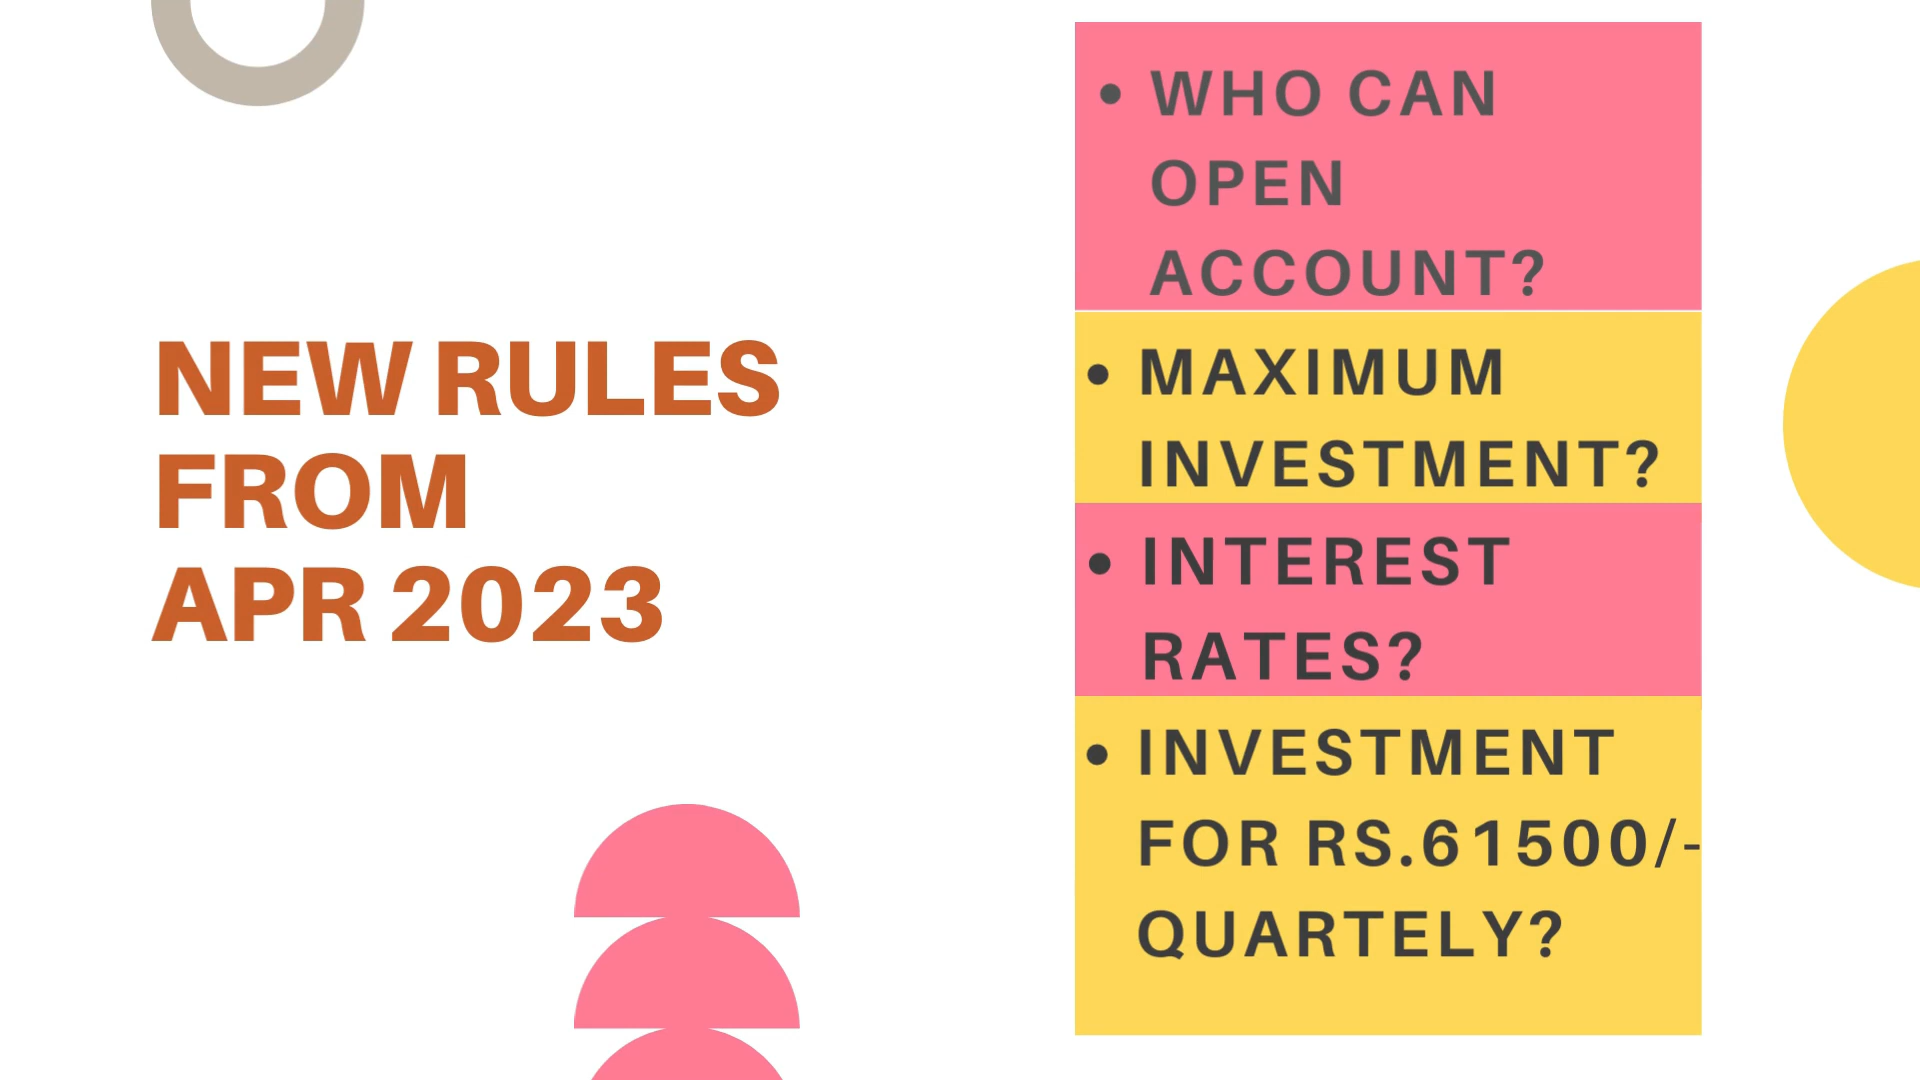 NEW RULES
FROM
APR 2023
• WHO CAN
OPEN
ACCOUNT?
• MAXIMUM
INVESTMENT?
• INTEREST
RATES?
• INVESTMENT
FOR RS.61500/-
QUARTELY?